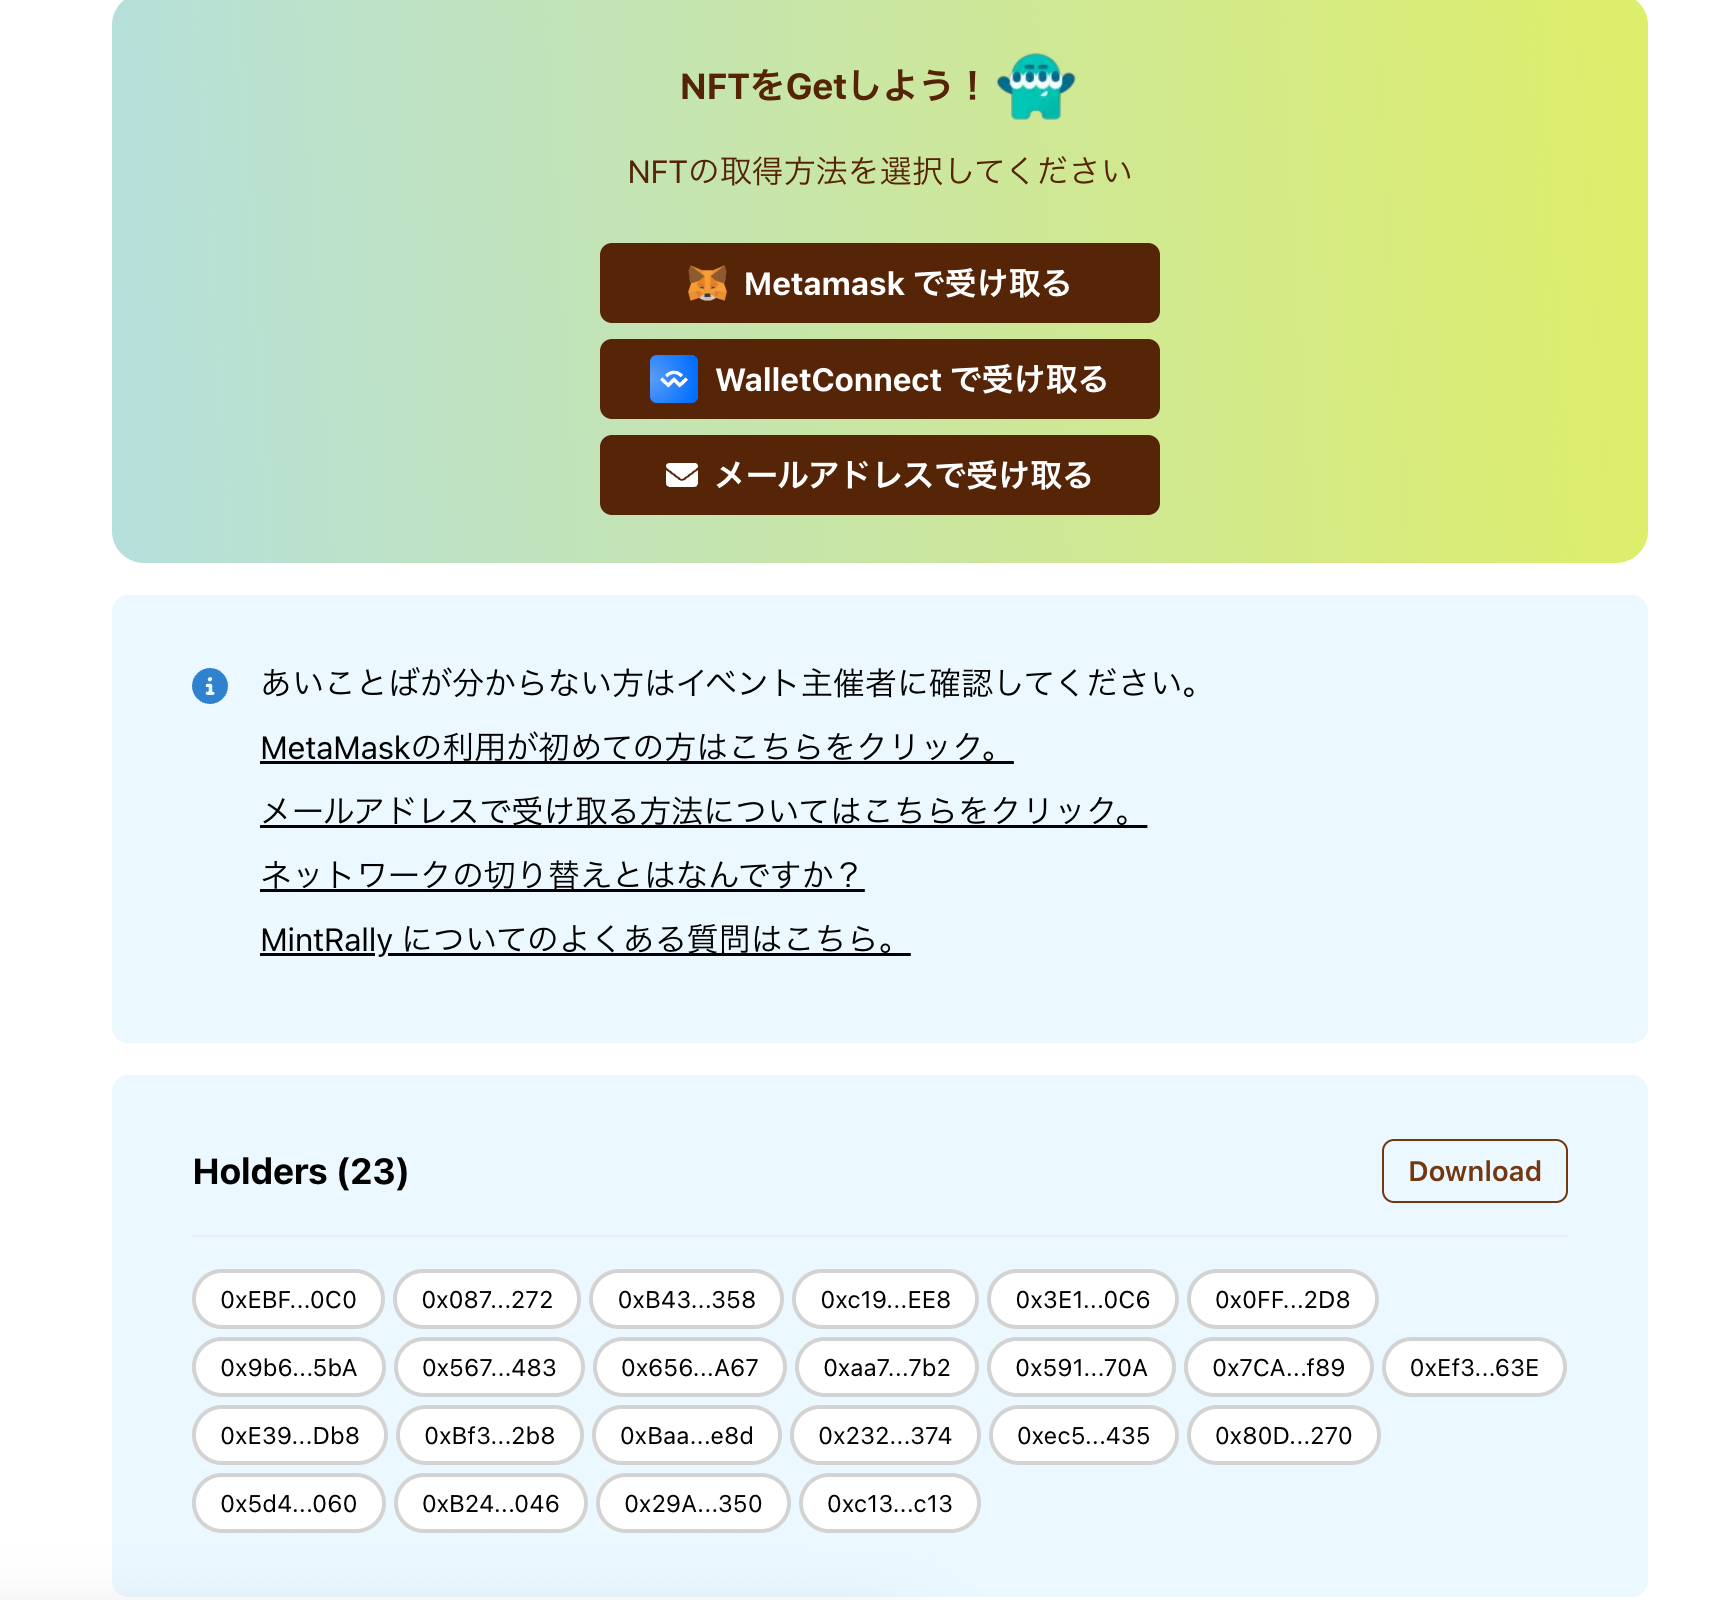 NFTをGetしよう！
NFTの取得方法を選択してください
Metamask で受け取る
WalletConnect で受け取る
メールアドレスで受け取る
あいことばが分からない方はイベント主催者に確認してください。
MetaMaskの利用が初めての方はこちらをクリック。
メールアドレスで受け取る方法についてはこちらをクリック。
ネットワークの切り替えとはなんですか？
MintRally についてのよくある質問はこちら。
Holders (23)
Download
0xEBF...0C0 0x087...272 0xB43...358 0xc19...EE8 0x3E1...0C6 0x0FF...2D8
0x9b6...5bA 0x567...483 0x656...A67 0xaa7...7b2 0x591...70A 0x7CA...f89 0xEf3...63E
0xE39...Db8 0xBf3...2b8 0xBaa...e8d 0x232...374 0xec5...435 0x80D...270
0x5d4...060 0xB24...046 0x29A...350 0xc13...c13